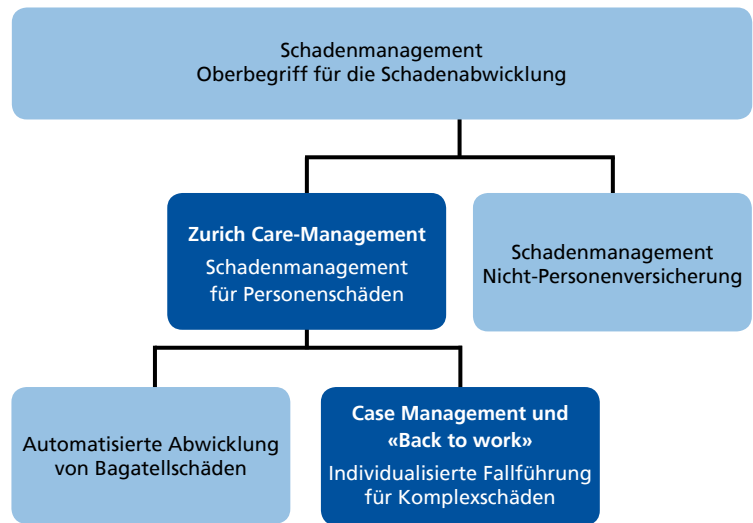 Schadenmanagement
Oberbegriff für die Schadenabwicklung
Zurich Care-Management
Schadenmanagement
für Personenschäden
Schadenmanagement
Nicht-Personenversicherung
Automatisierte Abwicklung
von Bagatellschäden
Case Management und
«Back to work»
Individualisierte Fallführung
für Komplexschäden